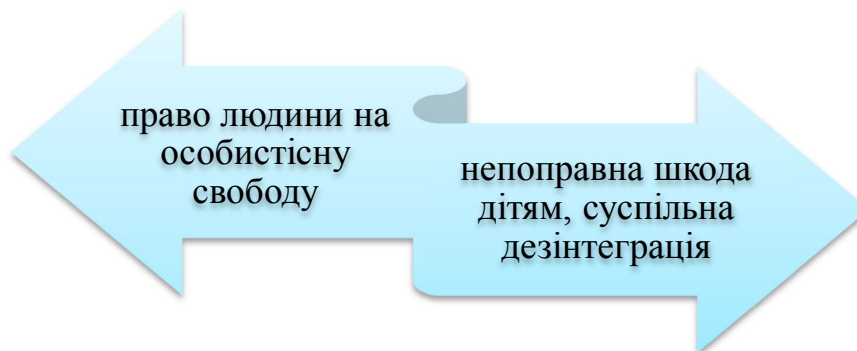 право людини на
особистісну
свободу
непоправна шкода
дітям, суспільна
дезінтеграція